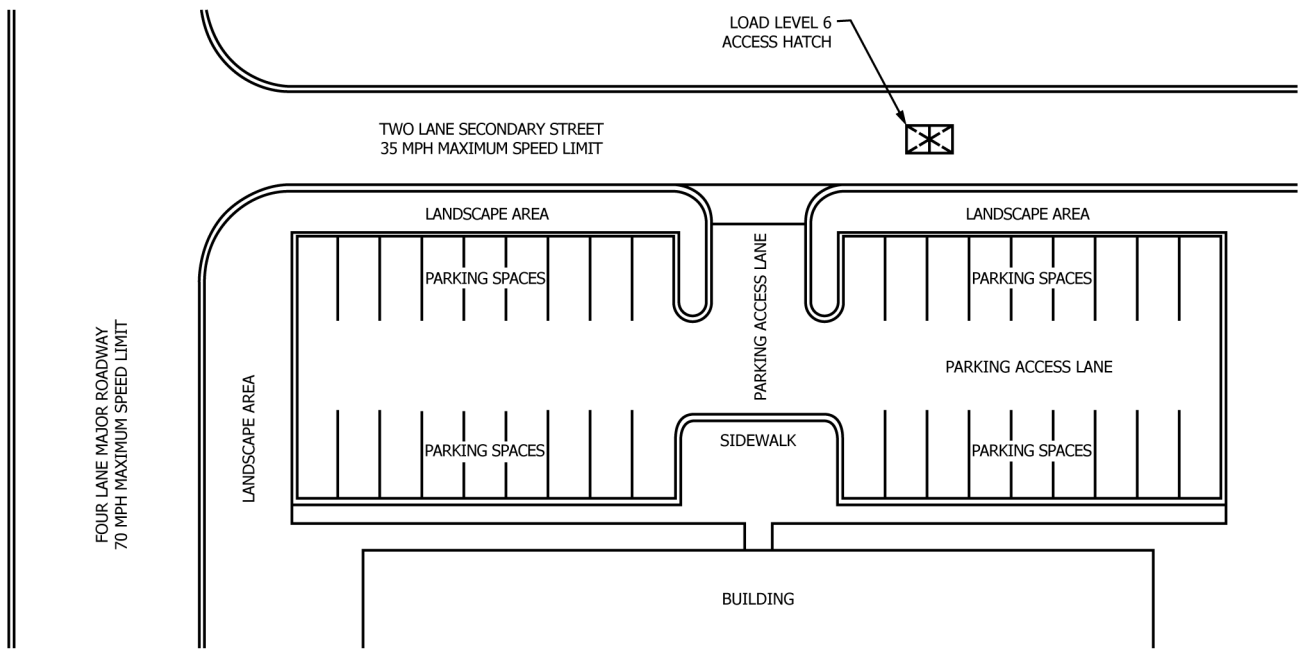 LOAD LEVEL 6
ACCESS HATCH
TWO LANE SECONDARY STREET
35 MPH MAXIMUM SPEED LIMIT
LANDSCAPE AREA
LANDSCAPE AREA
PARKING SPACES
PARKING ACCESS LANE
PARKING SPACES
PARKING ACCESS LANE
FOUR LANE MAJOR ROADWAY
70 MPH MAXIMUM SPEED LIMIT
LANDSCAPE AREA
PARKING SPACES
SIDEWALK
PARKING SPACES
BUILDING